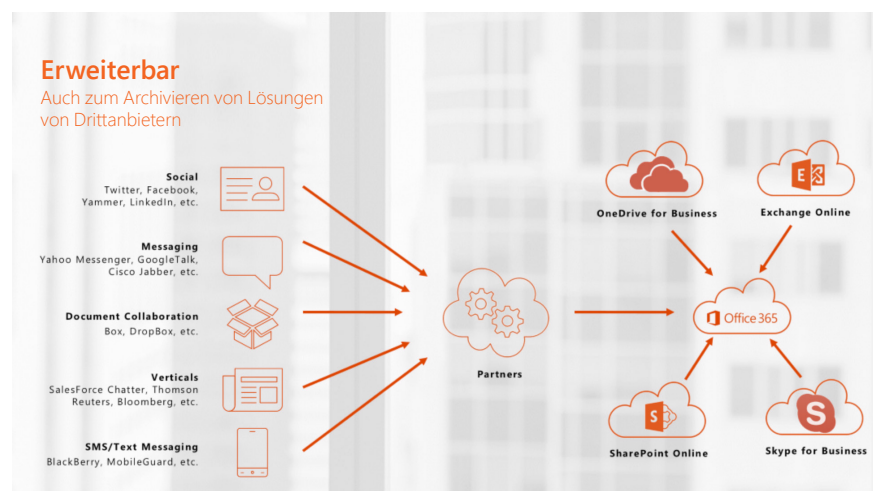 Erweiterbar
Auch zum Archivieren von Lösungen
von Drittanbietern
Social
Twitter, Facebook,
Yammer, LinkedIn, etc.
Messaging
Yahoo Messenger, GoogleTalk,
Cisco Jabber, etc.
Document Collaboration
Box, DropBox, etc.
Verticals
SalesForce Chatter, Thomson
Reuters, Bloomberg, etc.
SMS/Text Messaging
BlackBerry, MobileGuard, etc.
Partners
OneDrive for Business
E
Exchange Online
Office 365
S
SharePoint Online
S
Skype for Business